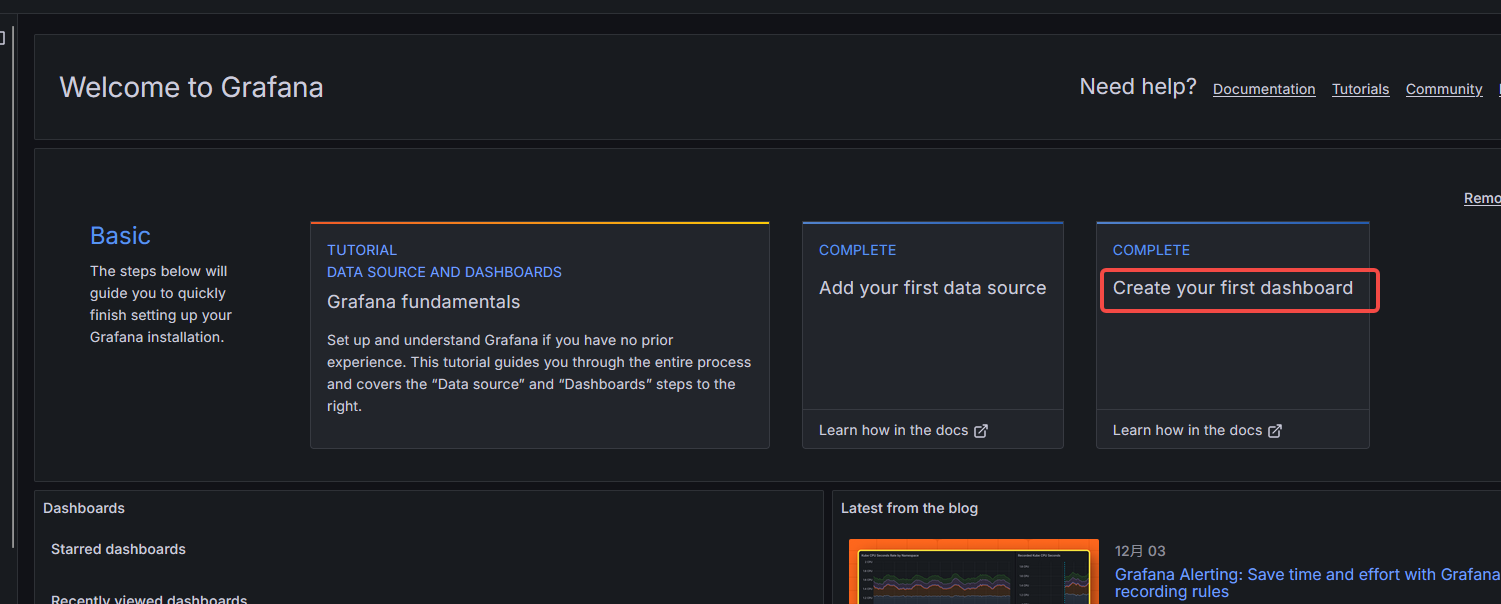 Welcome to Grafana
Need help? Documentation Tutorials Community
Remo
Basic
The steps below will
guide you to quickly
finish setting up your
Grafana installation.
TUTORIAL
DATA SOURCE AND DASHBOARDS
Grafana fundamentals
Set up and understand Grafana if you have no prior
experience. This tutorial guides you through the entire process
and covers the “Data source” and “Dashboards” steps to the
right.
COMPLETE
Add your first data source
Learn how in the docs
COMPLETE
Create your first dashboard
Learn how in the docs
Dashboards
Starred dashboards
Recently viewed dashboards
Latest from the blog
12月 03
Grafana Alerting: Save time and effort with Grafana
recording rules